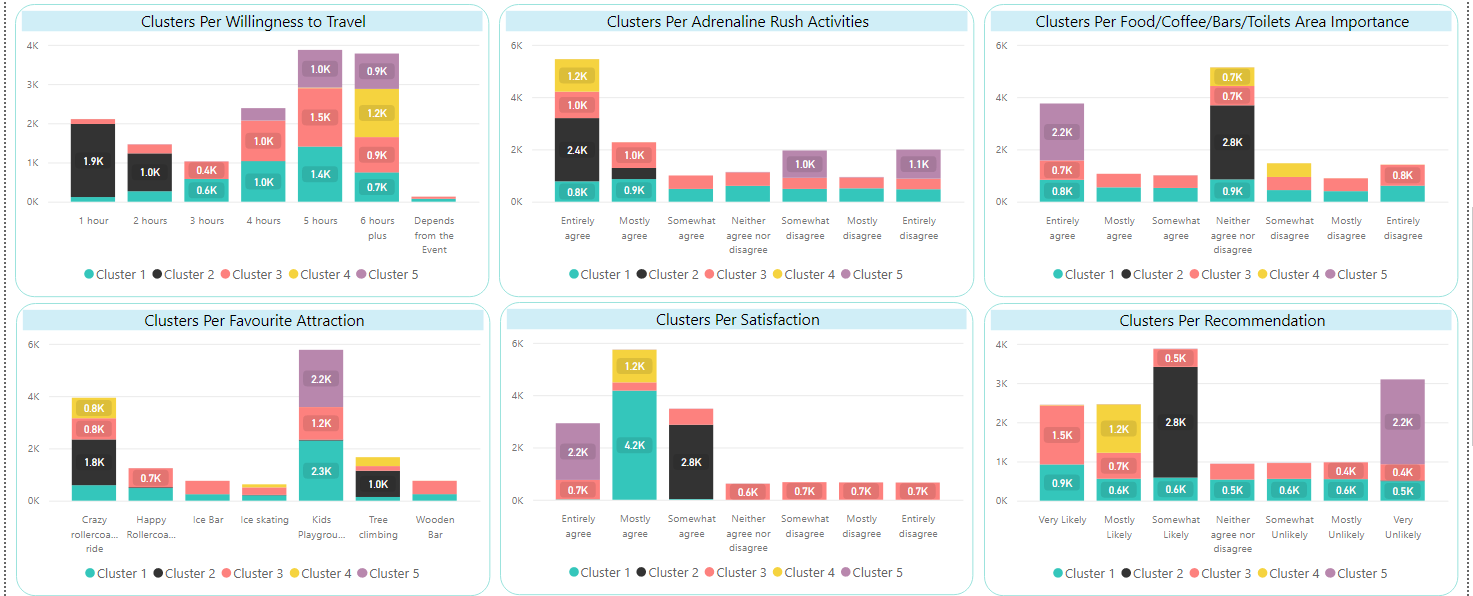 Clusters Per Willingness to Travel
4K
3K
2K
1K
0K
1.9K
1.0K
0.4K
0.6K
1.0K
1.0K
1.0K
1.5K
1.4K
0.9K
1.2K
0.9K
0.7K
1 hour 2 hours 3 hours 4 hours 5 hours 6 hours plus Depends from the Event
Cluster 1 Cluster 2 Cluster 3 Cluster 4 Cluster 5
Clusters Per Adrenaline Rush Activities
6K
4K
2K
0K
1.2K
1.0K
2.4K
0.8K
1.0K
0.9K
1.0K
1.1K
Entirely agree Mostly agree Somewhat agree Neither agree nor disagree Somewhat disagree Mostly disagree Entirely disagree
Cluster 1 Cluster 2 Cluster 3 Cluster 4 Cluster 5
Clusters Per Food/Coffee/Bars/Toilets Area Importance
6K
4K
2K
0K
2.2K
0.7K
0.8K
0.7K
0.7K
2.8K
0.9K
0.8K
Entirely agree Mostly agree Somewhat agree Neither agree nor disagree Somewhat disagree Mostly disagree Entirely disagree
Cluster 1 Cluster 2 Cluster 3 Cluster 4 Cluster 5
Clusters Per Favourite Attraction
6K
4K
2K
0K
0.8K
0.8K
1.8K
0.7K
2.2K
1.2K
2.3K
1.0K
Crazy rollercoa... ride Happy Rollercoa... Ice Bar Ice skating Kids Playgrou... Tree climbing Wooden Bar
Cluster 1 Cluster 2 Cluster 3 Cluster 4 Cluster 5
Clusters Per Satisfaction
6K
4K
2K
0K
2.2K
0.7K
1.2K
4.2K
2.8K
0.6K
0.7K
0.7K
0.7K
Entirely agree Mostly agree Somewhat agree Neither agree nor disagree Somewhat disagree Mostly disagree Entirely disagree
Cluster 1 Cluster 2 Cluster 3 Cluster 4 Cluster 5
Clusters Per Recommendation
4K
3K
2K
1K
0K
1.5K
0.9K
1.2K
0.7K
0.6K
0.5K
2.8K
0.6K
0.5K
0.6K
0.4K
0.6K
2.2K
0.4K
0.5K
Very Likely Mostly Likely Somewhat Likely Neither agree nor disagree Somewhat Unlikely Mostly Unlikely Very Unlikely
Cluster 1 Cluster 2 Cluster 3 Cluster 4 Cluster 5